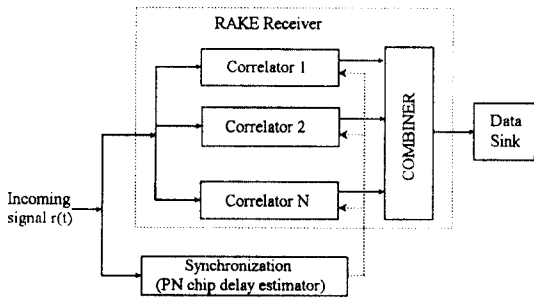 RAKE Receiver
Correlator 1
Correlator 2
Correlator N
COMBINER
Data
Sink
Incoming
signal r(t)
Synchronization
(PN chip delay estimator)